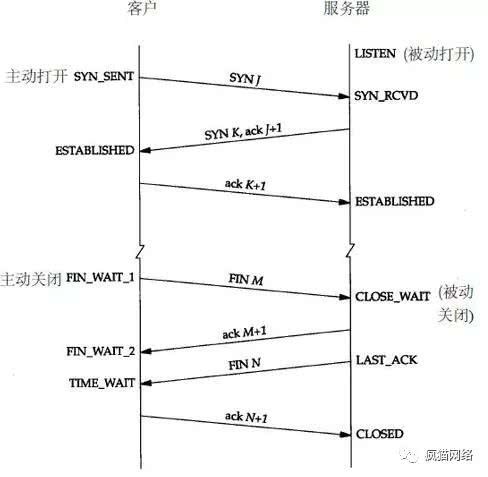 客户 服务器
LISTEN (被动打开)
主动打开 SYN_SENT
SYN J
SYN_RCVD
SYN K, ack J+1
ESTABLISHED
ack K+1
ESTABLISHED
主动关闭 FIN_WAIT_1
FIN M
CLOSE_WAIT (被动
关闭)
ack M+1
FIN_WAIT_2
FIN N
LAST_ACK
TIME_WAIT
ack N+1
CLOSED
疯猫网络